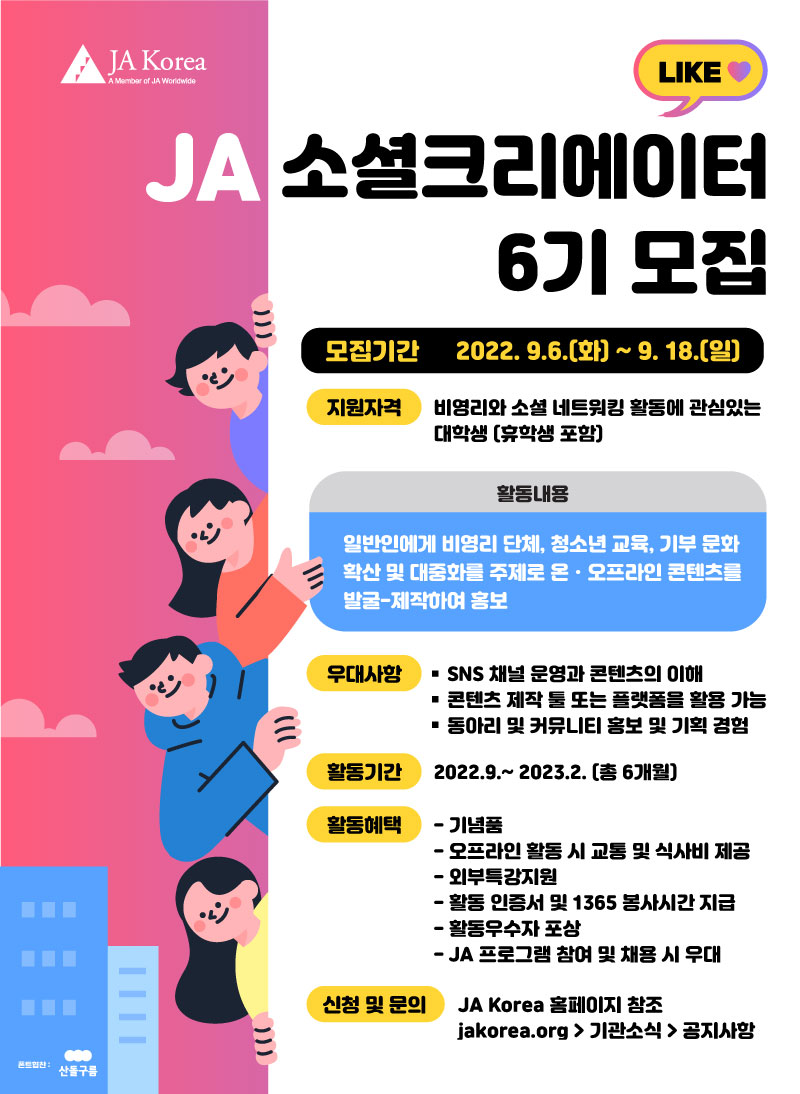 JA Korea
A Member of JA Worldwide
LIKE
JA 소셜크리에이터
6기 모집
모집기간 2022. 9.6.(화) ~ 9. 18.(일)
지원자격 비영리와 소셜 네트워킹 활동에 관심있는
대학생 (휴학생 포함)
활동내용
일반인에게 비영리 단체, 청소년 교육, 기부 문화
확산 및 대중화를 주제로 온 · 오프라인 콘텐츠를
발굴-제작하여 홍보
우대사항 ▪ SNS 채널 운영과 콘텐츠의 이해
▪ 콘텐츠 제작 툴 또는 플랫폼을 활용 가능
▪ 동아리 및 커뮤니티 홍보 및 기획 경험
활동기간 2022.9.~ 2023.2. (총 6개월)
활동혜택 - 기념품
- 오프라인 활동 시 교통 및 식사비 제공
- 외부특강지원
- 활동 인증서 및 1365 봉사시간 지급
- 활동우수자 포상
- JA 프로그램 참여 및 채용 시 우대
신청 및 문의 JA Korea 홈페이지 참조
jakorea.org > 기관소식 > 공지사항
폰트협찬 :
산돌구름